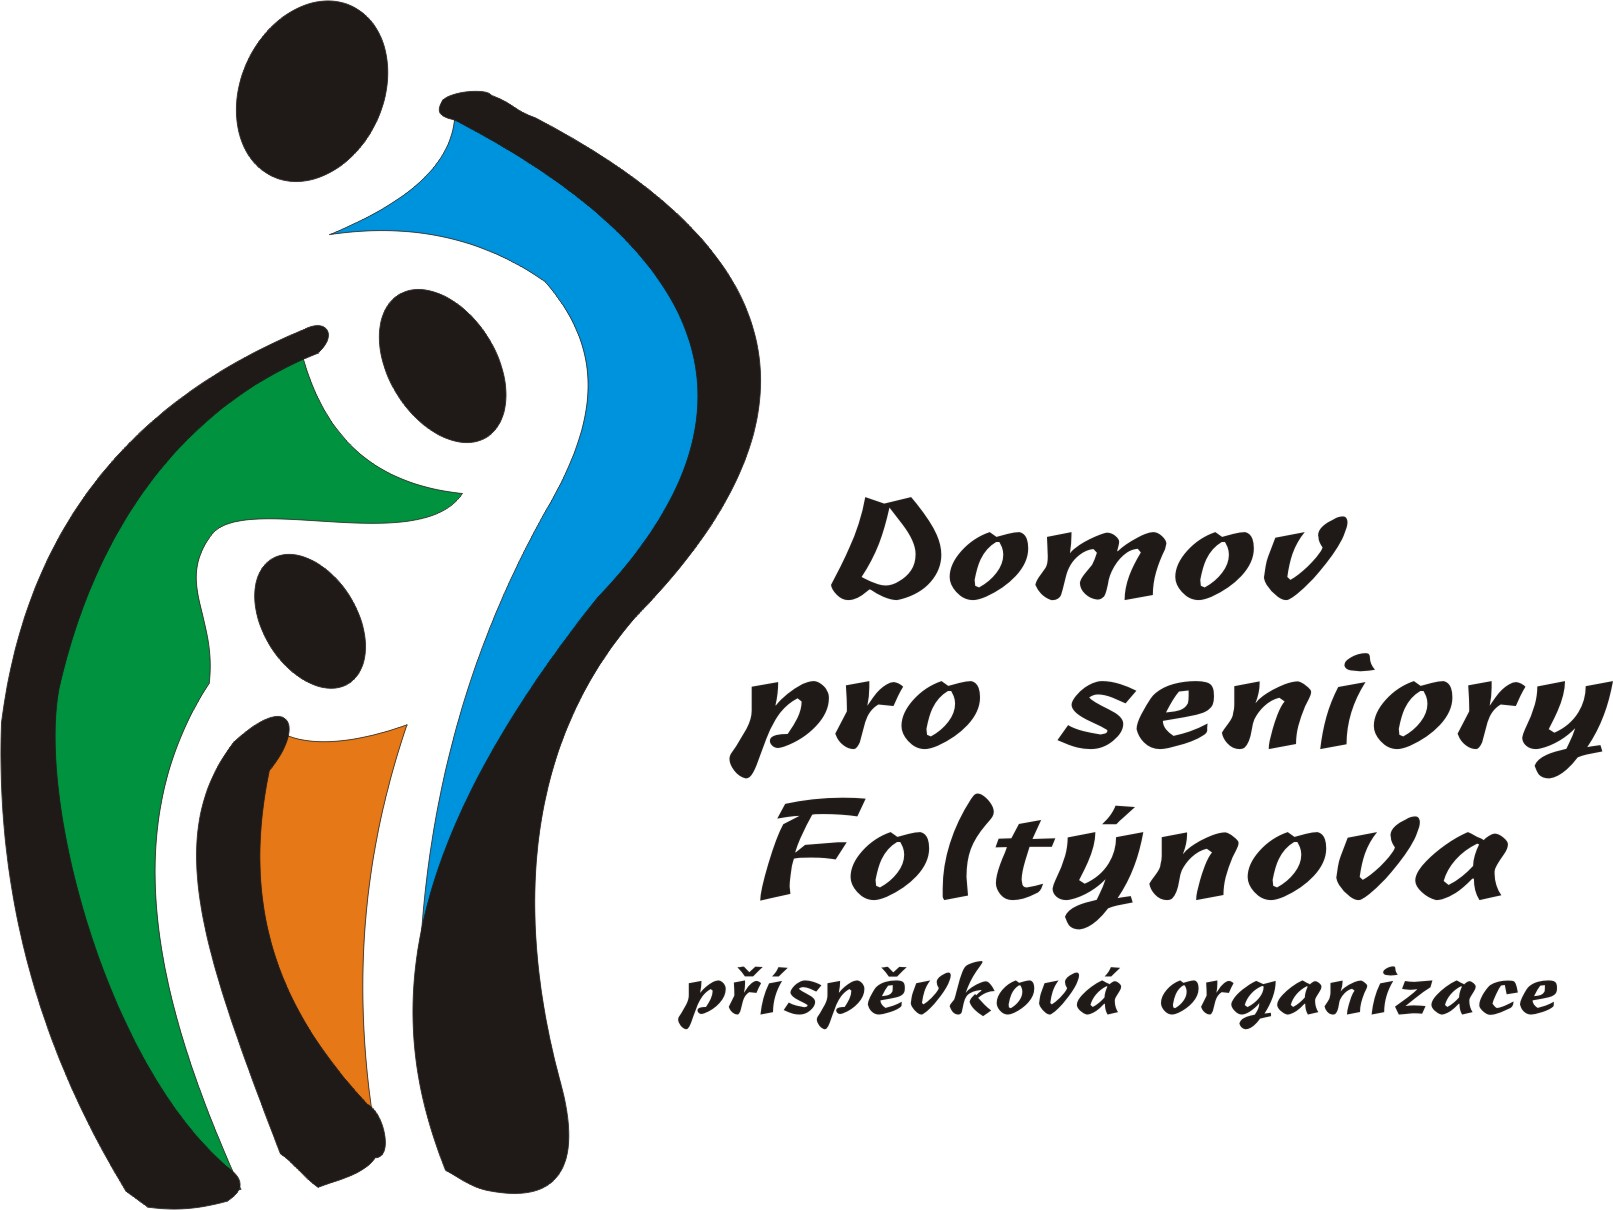 Domov
pro seniory
Foltýnova
příspěvková organizace